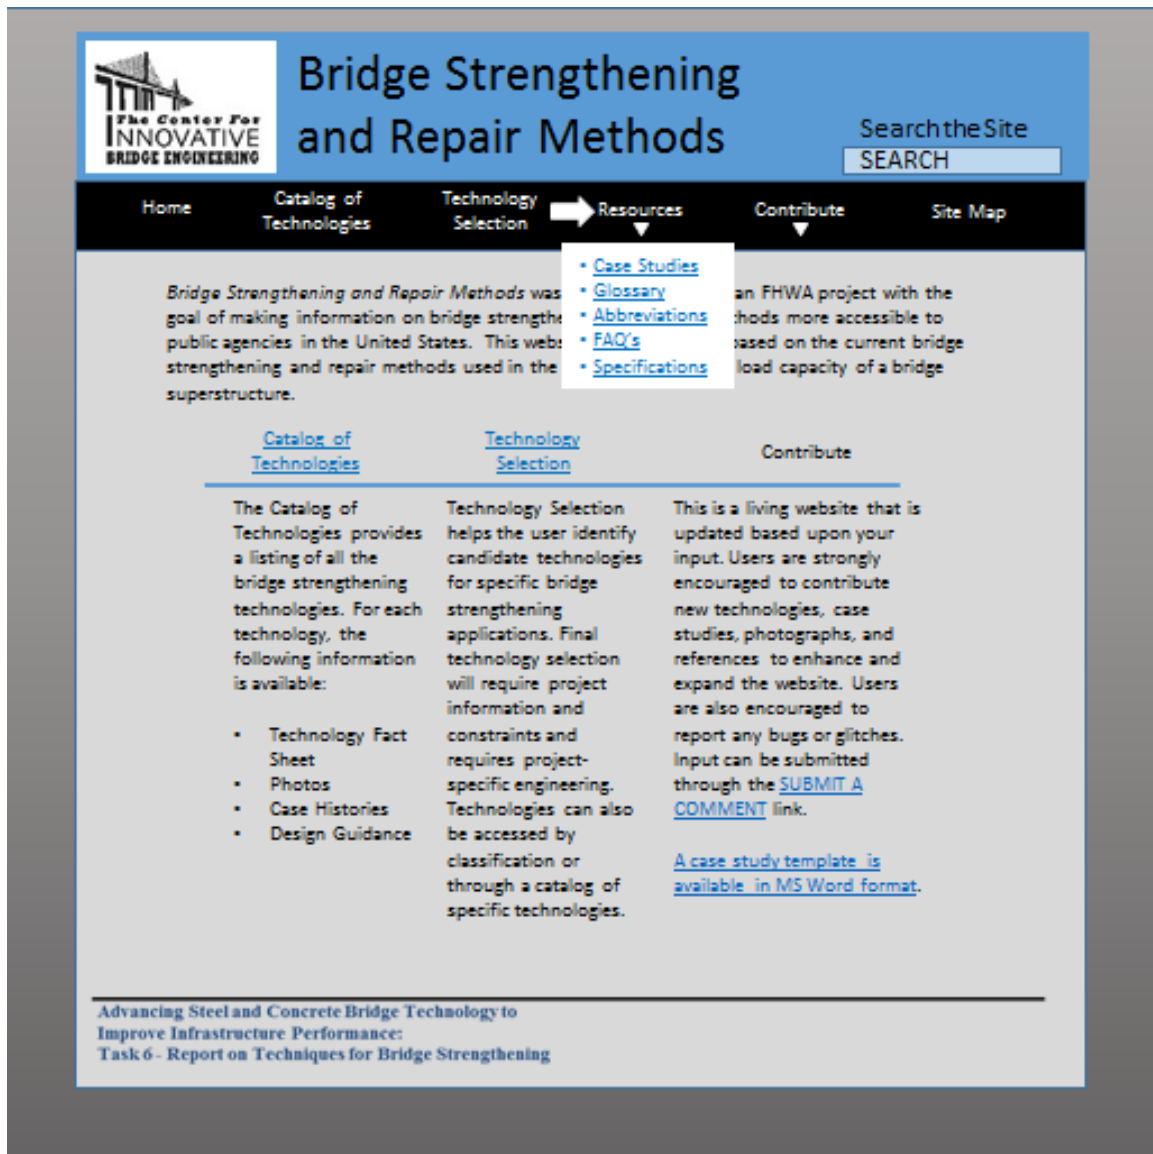 The Center For
INNOVATIVE
BRIDGE ENGINEERING
Bridge Strengthening
and Repair Methods
Search the Site
SEARCH
Home
Catalog of
Technologies
Technology
Selection
Resources
Contribute
Site Map
▪ Case Studies
▪ Glossary
▪ Abbreviations
▪ FAQ's
▪ Specifications
Bridge Strengthening and Repair Methods was an FHWA project with the
goal of making information on bridge strengthe hods more accessible to
public agencies in the United States. This webs based on the current bridge
strengthening and repair methods used in the load capacity of a bridge
superstructure.
Catalog of
Technologies
The Catalog of
Technologies provides
a listing of all the
bridge strengthening
technologies. For each
technology, the
following information
is available:
▪ Technology Fact
Sheet
▪ Photos
▪ Case Histories
▪ Design Guidance
Technology
Selection
Technology Selection
helps the user identify
candidate technologies
for specific bridge
strengthening
applications. Final
technology selection
will require project
information and
constraints and
requires project-
specific engineering.
Technologies can also
be accessed by
classification or
through a catalog of
specific technologies.
Contribute
This is a living website that is
updated based upon your
input. Users are strongly
encouraged to contribute
new technologies, case
studies, photographs, and
references to enhance and
expand the website. Users
are also encouraged to
report any bugs or glitches.
Input can be submitted
through the SUBMIT A
COMMENT link.
A case study template is
available in MS Word format.
Advancing Steel and Concrete Bridge Technology to
Improve Infrastructure Performance:
Task 6 - Report on Techniques for Bridge Strengthening